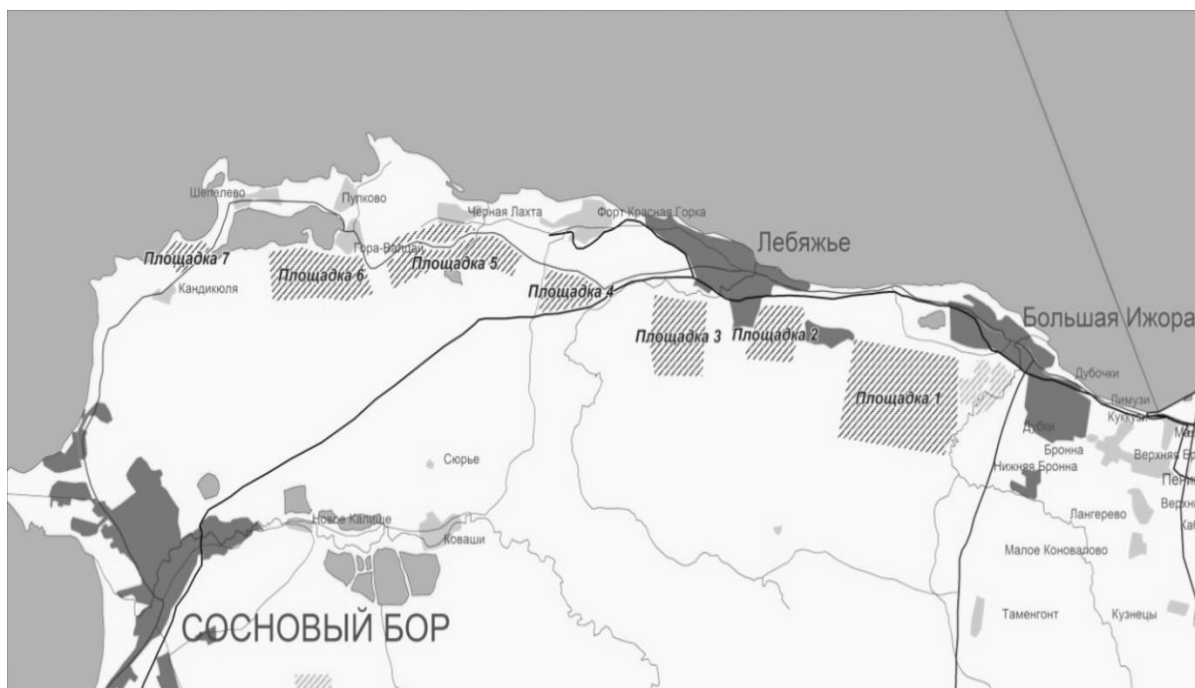 Шепелево
Пулково
Черная Лахта
Форт Красная Горка
Лебяжье
Гора-Валдай
Площадка 7
Площадка 6
Площадка 5
Площадка 4
Кандикюля
Площадка 3
Площадка 2
Большая Ижора
Площадка 1
Дубочки
Лимузи
Куккузи
Дубки
Бронна
Нижняя Бронна
Сюрье
Лангерево
Новое Калище
Коваши
Малое Коновалово
СОСНОВЫЙ БОР
Таменгонт
Кузнецы